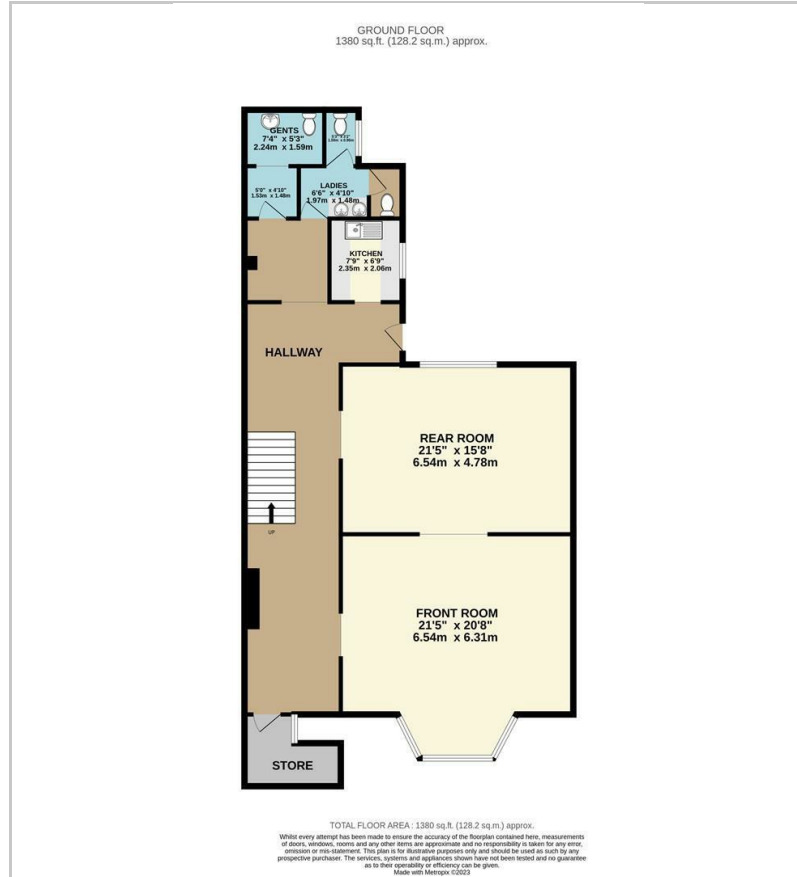 GROUND FLOOR
1380 sq.ft. (128.2 sq.m.) approx.
GENTS
7'4" x 5'3"
2.24m x 1.59m
5'0" x 4'10"
1.53m x 1.48m
LADIES
6'6" x 4'10"
1.97m x 1.48m
KITCHEN
7'9" x 6'9"
2.35m x 2.06m
HALLWAY
REAR ROOM
21'5" x 15'8"
6.54m x 4.78m
UP
FRONT ROOM
21'5" x 20'8"
6.54m x 6.31m
STORE
TOTAL FLOOR AREA : 1380 sq.ft. (128.2 sq.m.) approx.
Whilst every attempt has been made to ensure the accuracy of the floorplan contained here, measurements
of doors, windows, rooms and any other items are approximate and no responsibility is taken for any error,
omission or mis-statement. This plan is for illustrative purposes only and should be used as such by any
prospective purchaser. The services, systems and appliances shown have not been tested and no guarantee
as to their operability or efficiency can be given.
Made with Metropix ©2023